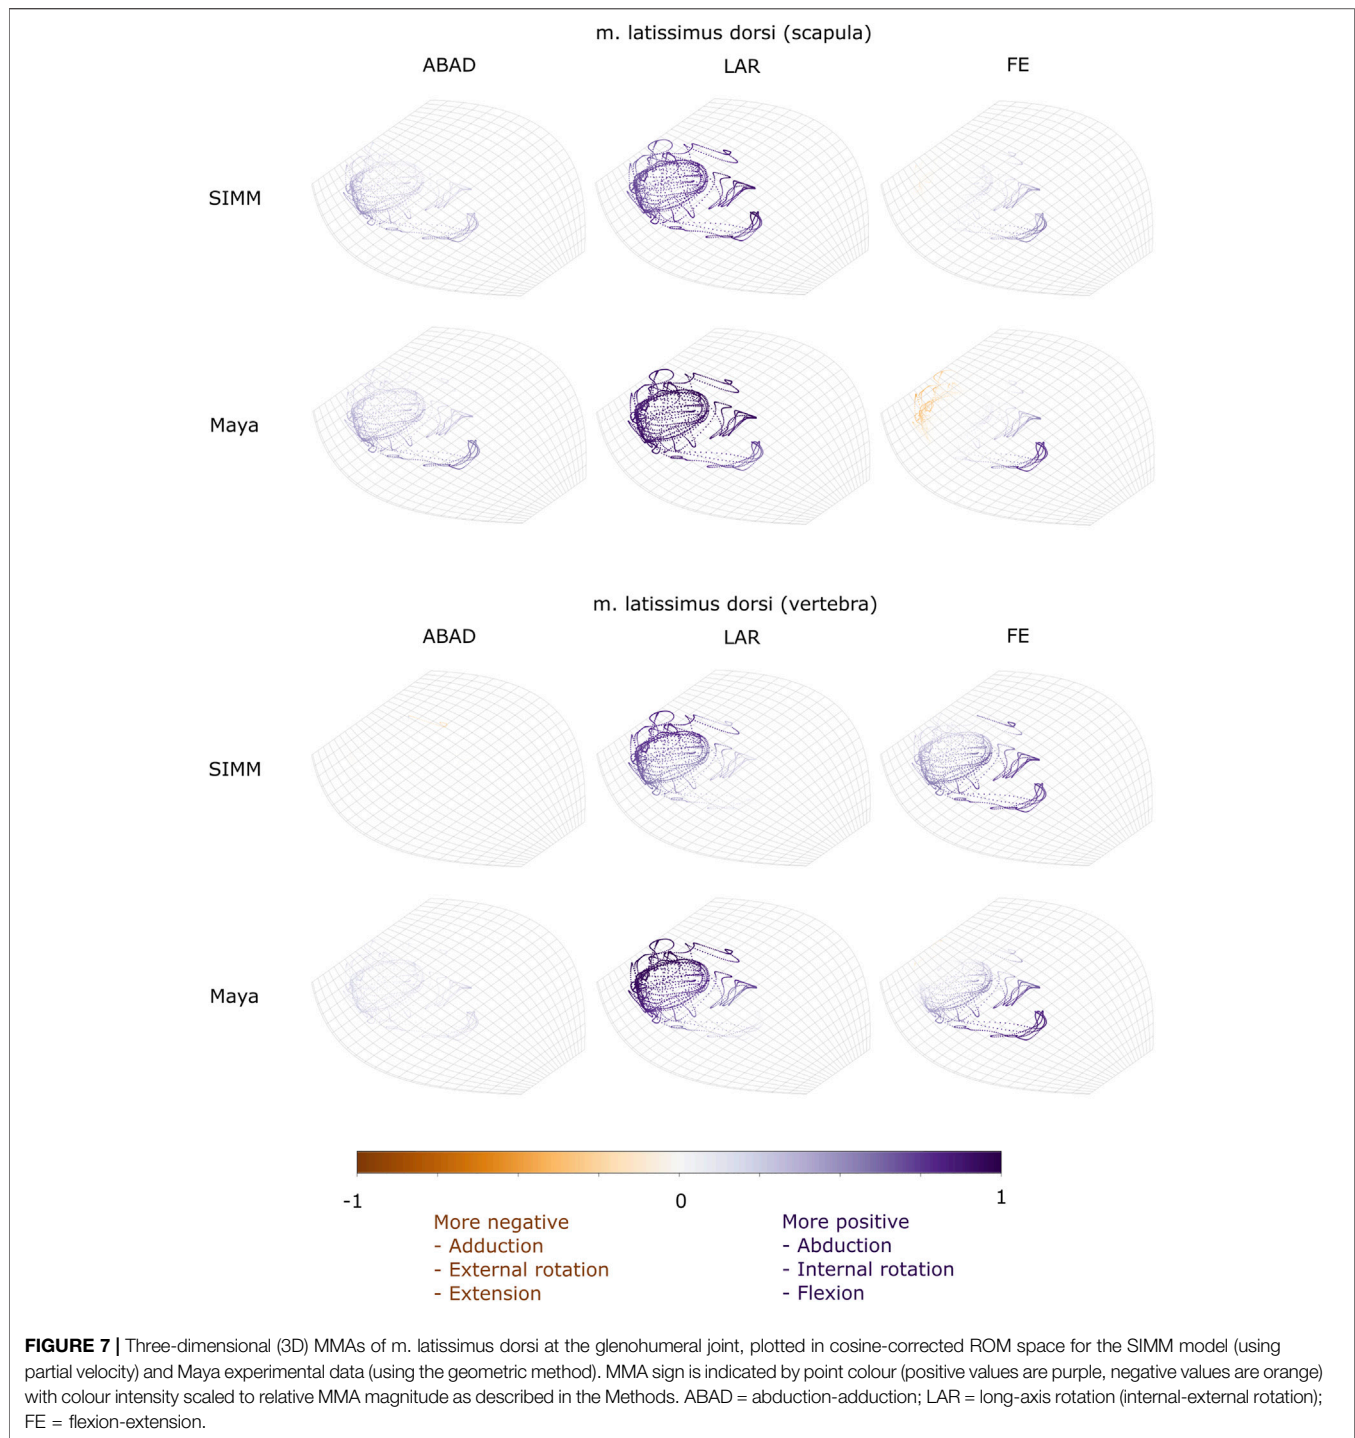 m. latissimus dorsi (scapula)
ABAD LAR FE
SIMM
Maya
m. latissimus dorsi (vertebra)
ABAD LAR FE
SIMM
Maya
-1 0 1
More negative
- Adduction
- External rotation
- Extension
More positive
- Abduction
- Internal rotation
- Flexion
FIGURE 7 | Three-dimensional (3D) MMAs of m. latissimus dorsi at the glenohumeral joint, plotted in cosine-corrected ROM space for the SIMM model (using
partial velocity) and Maya experimental data (using the geometric method). MMA sign is indicated by point colour (positive values are purple, negative values are orange)
with colour intensity scaled to relative MMA magnitude as described in the Methods. ABAD = abduction-adduction; LAR = long-axis rotation (internal-external rotation);
FE = flexion-extension.